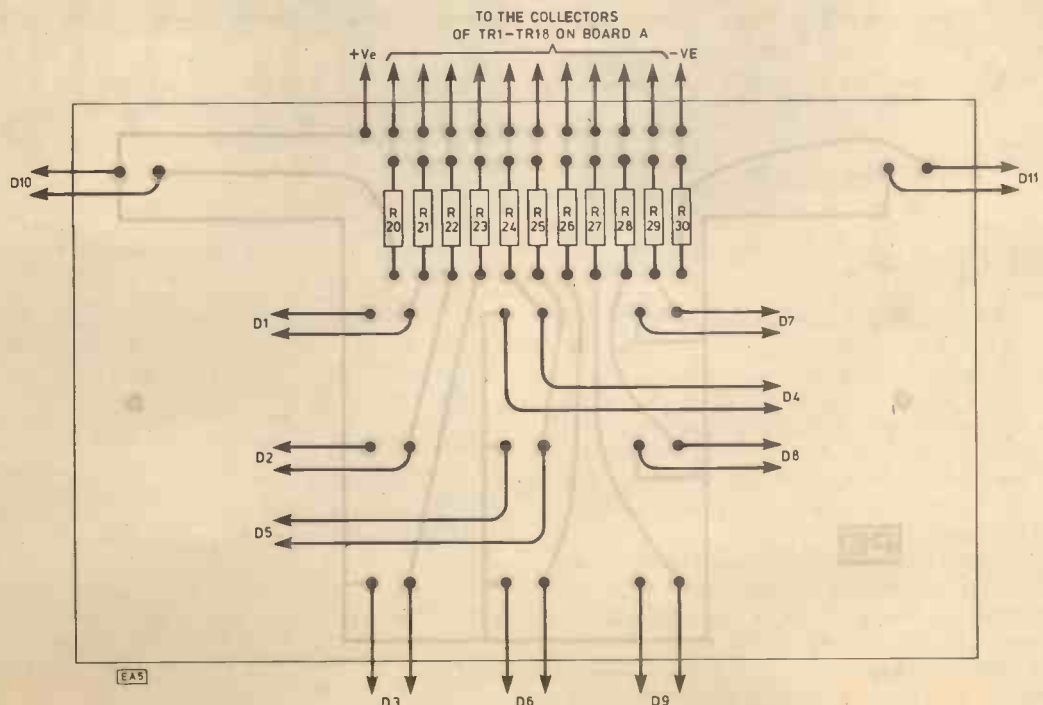 TO THE COLLECTORS
OF TR1-TR18 ON BOARD A
+Ve
-VE
D10
D11
R 20
R 21
R 22
R 23
R 24
R 25
R 26
R 27
R 28
R 29
R 30
D1
D7
D4
D2
D8
D5
EA5
D3
D6
D9